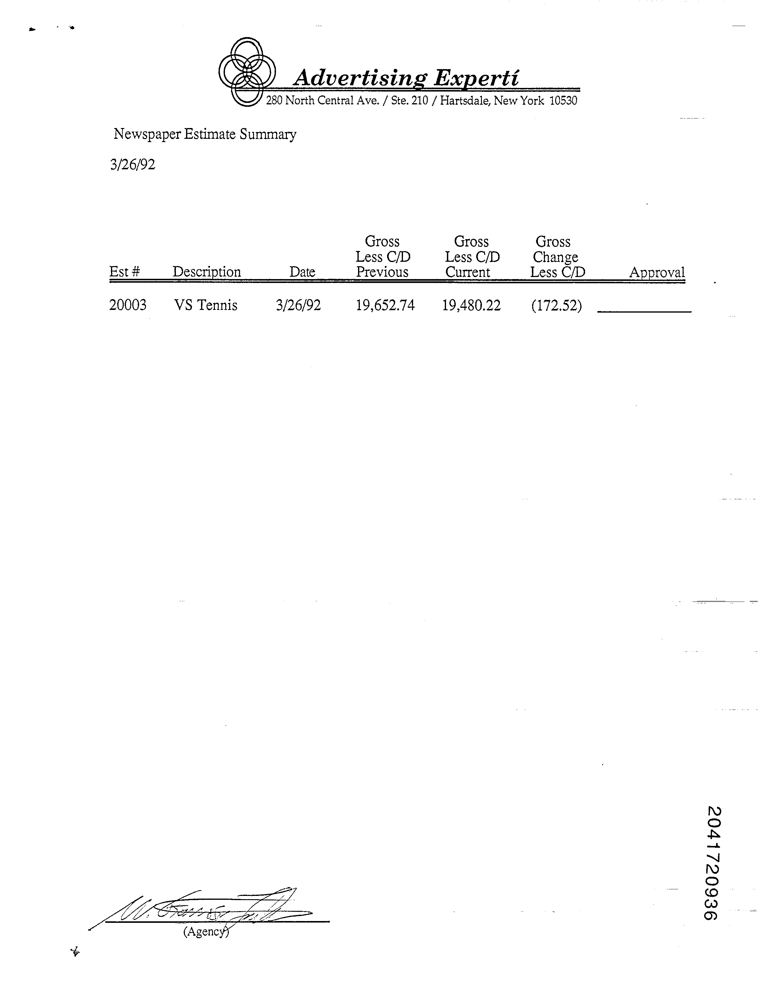 Advertising Expertí
280 North Central Ave. / Ste. 210 / Hartsdale, New York 10530
Newspaper Estimate Summary
3/26/92
Gross Gross Gross
Less C/D Less C/D Change
Est # Description Date Previous Current Less C/D Approval
20003 VS Tennis 3/26/92 19,652.74 19,480.22 (172.52)
(Agency)
2041720936